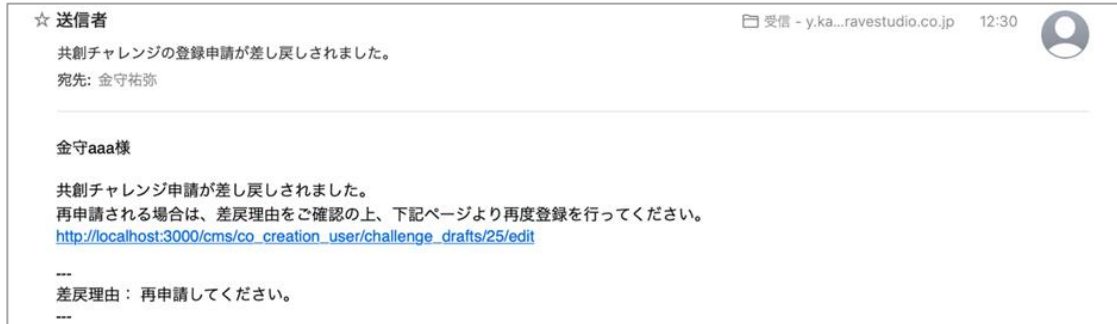 ☆ 送信者
受信 - y.ka...ravestudio.co.jp 12:30
共創チャレンジの登録申請が差し戻しされました。
宛先: 金守祐弥
金守aaa様
共創チャレンジ申請が差し戻しされました。
再申請される場合は、差戻理由をご確認の上、下記ページより再度登録を行ってください。
http://localhost:3000/cms/co_creation_user/challenge_drafts/25/edit
---
差戻理由： 再申請してください。
---